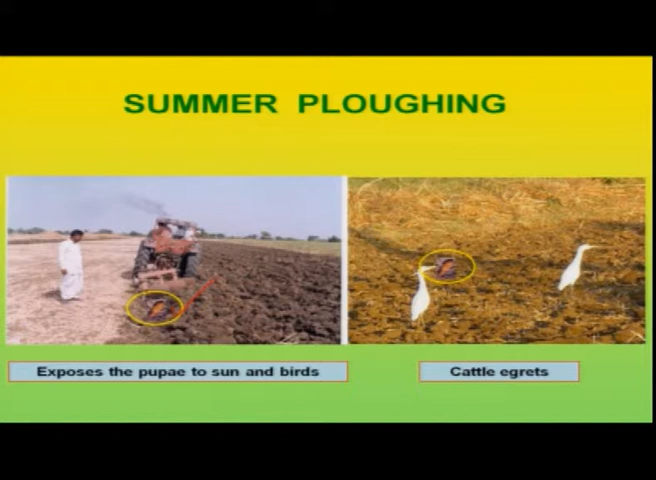 SUMMER PLOUGHING
Exposes the pupae to sun and birds
Cattle egrets